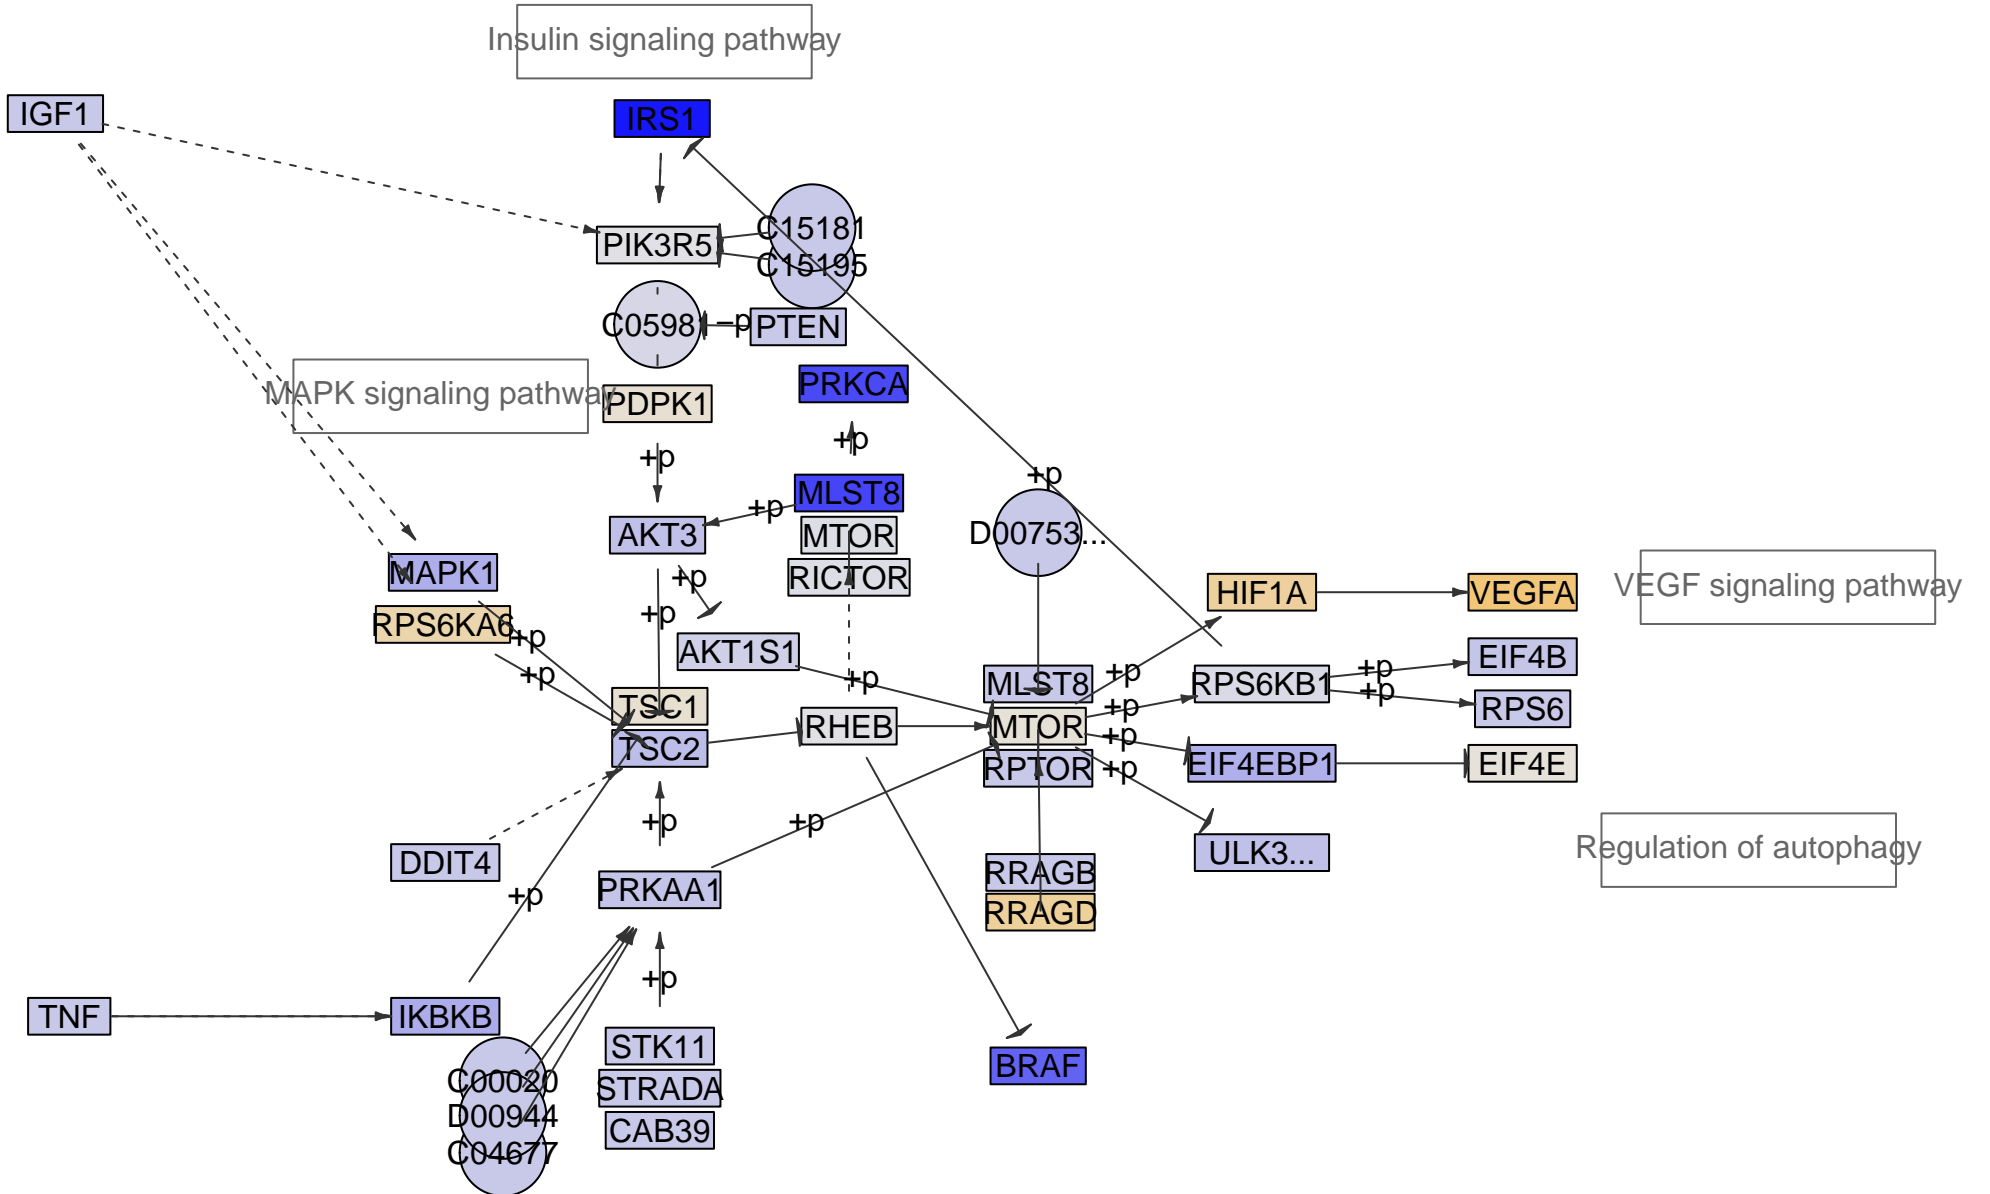 Insulin signaling pathway
IGF1
IRS1
C15181
PIK3R5
C15195
C0598
–p
PTEN
PRKCA
MAPK signaling pathway
PDPK1
+p
+p
+p
MLST8
+p
AKT3
MTOR
D00753...
MAPK1
RICTOR
+p
HIF1A
VEGFA
VEGF signaling pathway
RPS6KA6
+p
+p
AKT1S1
EIF4B
+p
+p
+p
MLST8
+p
RPS6KB1
+p
+p
TSC1
RPS6
RHEB
MTOR
+p
TSC2
+p
RPTOR
+p
EIF4EBP1
EIF4E
+p
+p
DDIT4
ULK3...
Regulation of autophagy
RRAGB
PRKAA1
+p
RRAGD
+p
TNF
IKBKB
STK11
BRAF
C00020
STRADA
D00944
CAB39
C04677